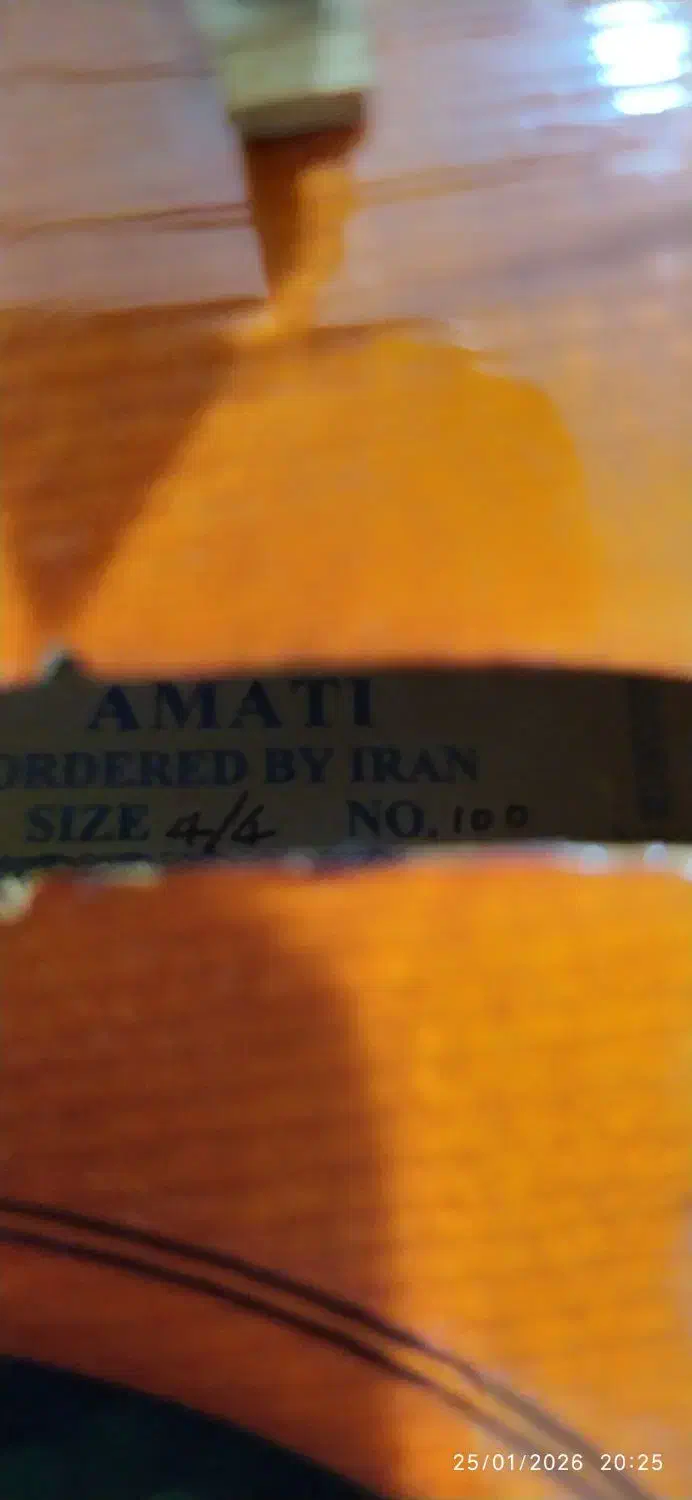 AMATI
ORDERED BY IRAN
SIZE 4/4 NO. 100
25/01/2026 20:25